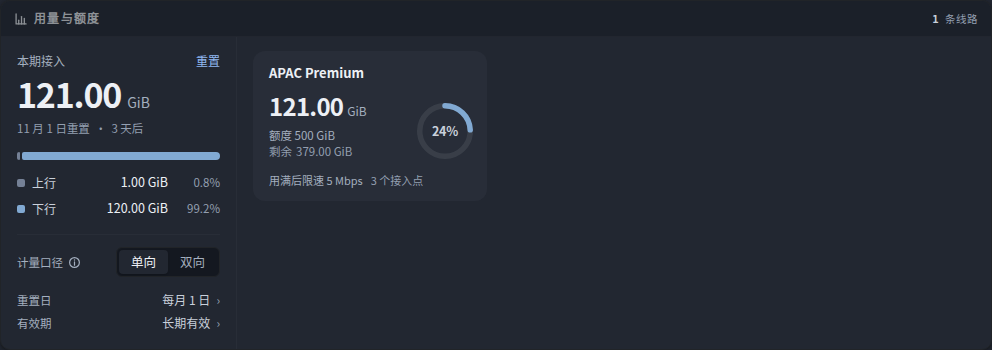 用量与额度
1 条线路
本期接入 重置
121.00 GiB
11 月 1 日重置 · 3 天后
上行 1.00 GiB 0.8%
下行 120.00 GiB 99.2%
计量口径 单向 双向
重置日 每月 1 日 ›
有效期 长期有效 ›
APAC Premium
121.00 GiB
额度 500 GiB
剩余 379.00 GiB
24%
用满后限速 5 Mbps 3 个接入点